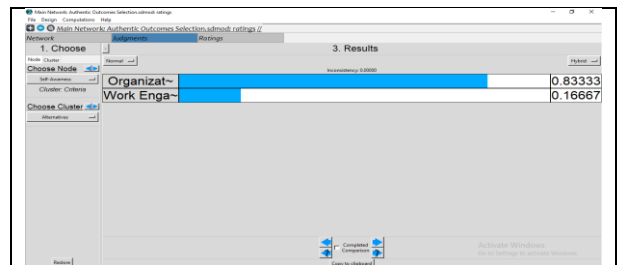 Main Network: Authentic Outcomes Selection.sdmod: ratings
File Design Computations Help
Main Network: Authentic Outcomes Selection.sdmod: ratings //
Network Judgments Ratings
1. Choose
Node Cluster
Choose Node
Self-Awareness
Cluster: Criteria
Choose Cluster
Alternatives
Restore
3. Results
Normal Hybrid
Inconsistency: 0.00000
Organizat~ 0.83333
Work Enga~ 0.16667
Completed
Comparison
Copy to clipboard
Activate Windows
Go to Settings to activate Windows.